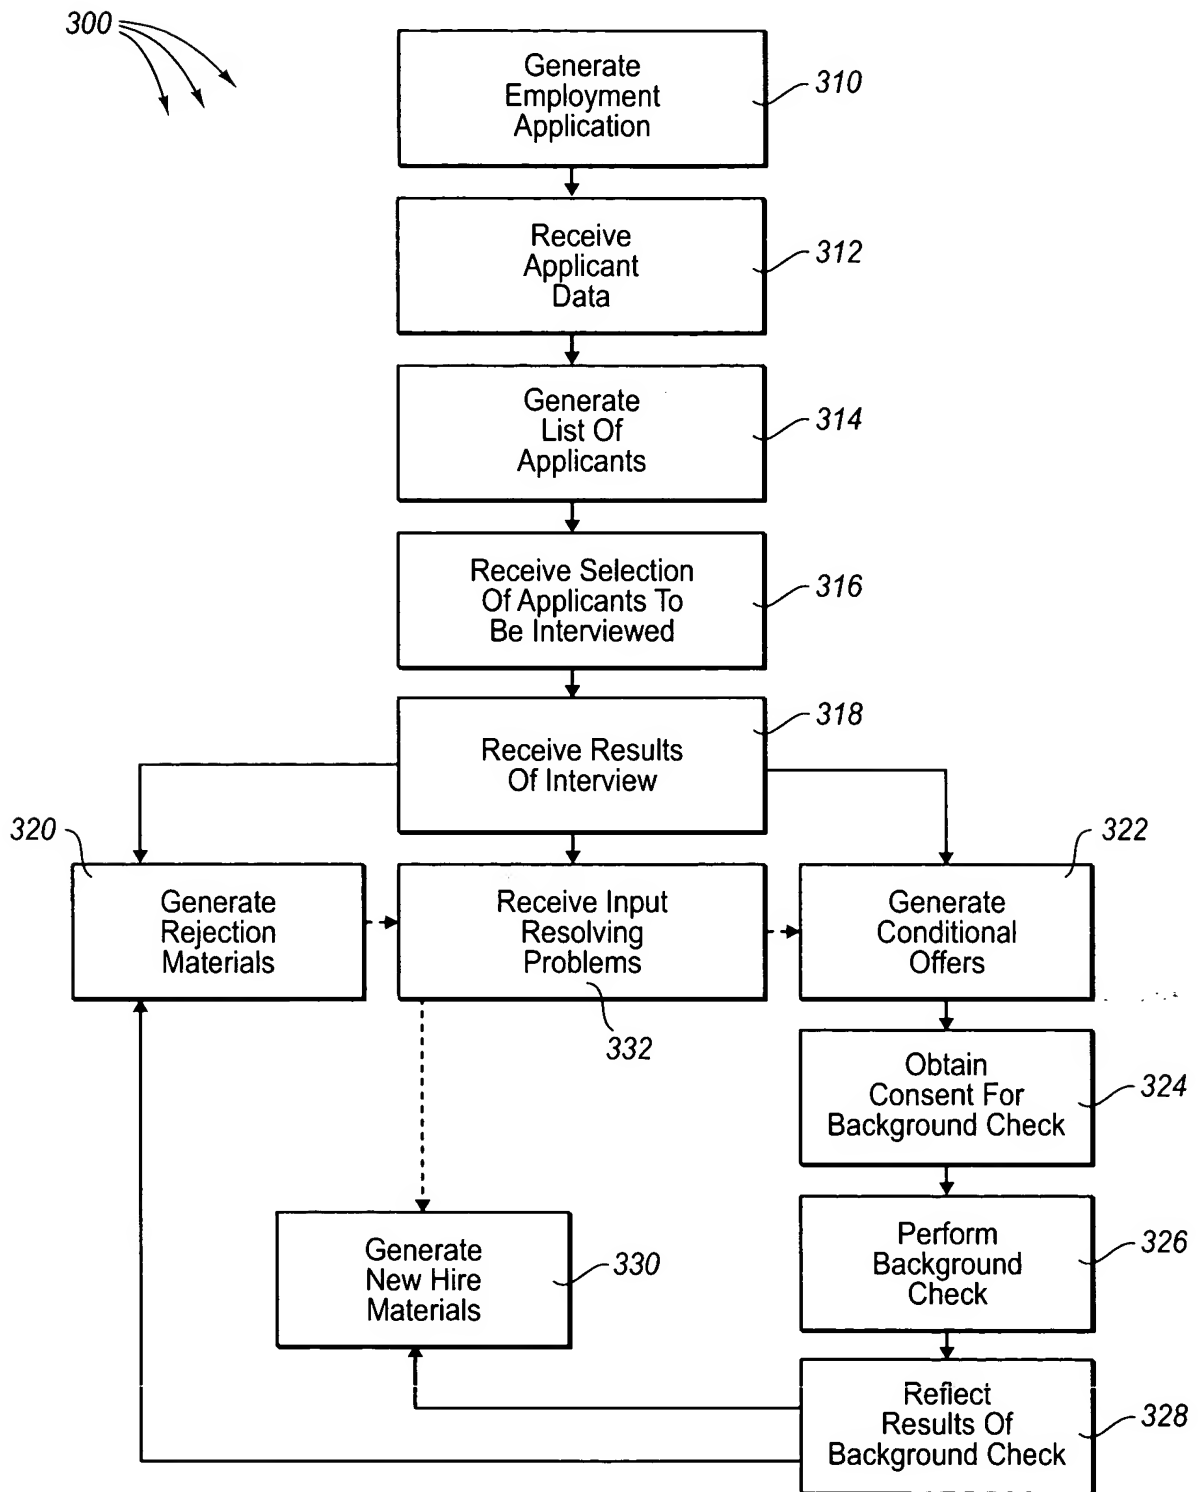 300
Generate
Employment
Application
310
Receive
Applicant
Data
312
Generate
List Of
Applicants
314
Receive Selection
Of Applicants To
Be Interviewed
316
Receive Results
Of Interview
318
320
Generate
Rejection
Materials
Receive Input
Resolving
Problems
332
322
Generate
Conditional
Offers
Obtain
Consent For
Background Check
324
Perform
Background
Check
326
Generate
New Hire
Materials
330
Reflect
Results Of
Background Check
328